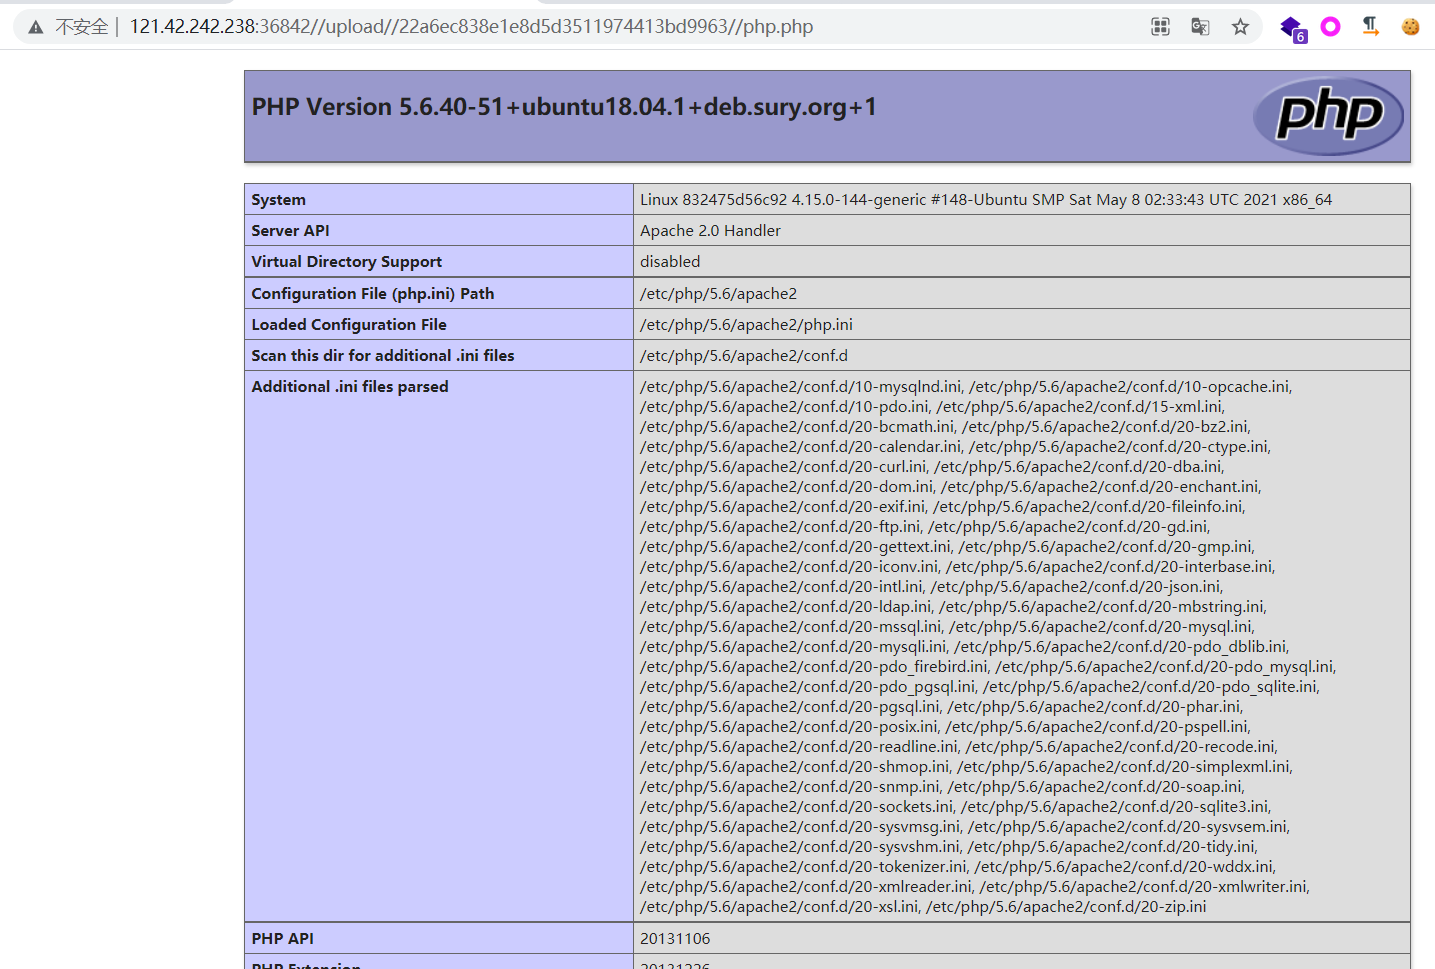 不安全 | 121.42.242.238:36842//upload//22a6ec838e1e8d5d3511974413bd9963//php.php
6
PHP Version 5.6.40-51+ubuntu18.04.1+deb.sury.org+1
php
System Linux 832475d56c92 4.15.0-144-generic #148-Ubuntu SMP Sat May 8 02:33:43 UTC 2021 x86_64
Server API Apache 2.0 Handler
Virtual Directory Support disabled
Configuration File (php.ini) Path /etc/php/5.6/apache2
Loaded Configuration File /etc/php/5.6/apache2/php.ini
Scan this dir for additional .ini files /etc/php/5.6/apache2/conf.d
Additional .ini files parsed /etc/php/5.6/apache2/conf.d/10-mysqlnd.ini, /etc/php/5.6/apache2/conf.d/10-opcache.ini,
/etc/php/5.6/apache2/conf.d/10-pdo.ini, /etc/php/5.6/apache2/conf.d/15-xml.ini,
/etc/php/5.6/apache2/conf.d/20-bcmath.ini, /etc/php/5.6/apache2/conf.d/20-bz2.ini,
/etc/php/5.6/apache2/conf.d/20-calendar.ini, /etc/php/5.6/apache2/conf.d/20-ctype.ini,
/etc/php/5.6/apache2/conf.d/20-curl.ini, /etc/php/5.6/apache2/conf.d/20-dba.ini,
/etc/php/5.6/apache2/conf.d/20-dom.ini, /etc/php/5.6/apache2/conf.d/20-enchant.ini,
/etc/php/5.6/apache2/conf.d/20-exif.ini, /etc/php/5.6/apache2/conf.d/20-fileinfo.ini,
/etc/php/5.6/apache2/conf.d/20-ftp.ini, /etc/php/5.6/apache2/conf.d/20-gd.ini,
/etc/php/5.6/apache2/conf.d/20-gettext.ini, /etc/php/5.6/apache2/conf.d/20-gmp.ini,
/etc/php/5.6/apache2/conf.d/20-iconv.ini, /etc/php/5.6/apache2/conf.d/20-interbase.ini,
/etc/php/5.6/apache2/conf.d/20-intl.ini, /etc/php/5.6/apache2/conf.d/20-json.ini,
/etc/php/5.6/apache2/conf.d/20-ldap.ini, /etc/php/5.6/apache2/conf.d/20-mbstring.ini,
/etc/php/5.6/apache2/conf.d/20-mssql.ini, /etc/php/5.6/apache2/conf.d/20-mysql.ini,
/etc/php/5.6/apache2/conf.d/20-mysqli.ini, /etc/php/5.6/apache2/conf.d/20-pdo_dblib.ini,
/etc/php/5.6/apache2/conf.d/20-pdo_firebird.ini, /etc/php/5.6/apache2/conf.d/20-pdo_mysql.ini,
/etc/php/5.6/apache2/conf.d/20-pdo_pgsql.ini, /etc/php/5.6/apache2/conf.d/20-pdo_sqlite.ini,
/etc/php/5.6/apache2/conf.d/20-pgsql.ini, /etc/php/5.6/apache2/conf.d/20-phar.ini,
/etc/php/5.6/apache2/conf.d/20-posix.ini, /etc/php/5.6/apache2/conf.d/20-pspell.ini,
/etc/php/5.6/apache2/conf.d/20-readline.ini, /etc/php/5.6/apache2/conf.d/20-recode.ini,
/etc/php/5.6/apache2/conf.d/20-shmop.ini, /etc/php/5.6/apache2/conf.d/20-simplexml.ini,
/etc/php/5.6/apache2/conf.d/20-snmp.ini, /etc/php/5.6/apache2/conf.d/20-soap.ini,
/etc/php/5.6/apache2/conf.d/20-sockets.ini, /etc/php/5.6/apache2/conf.d/20-sqlite3.ini,
/etc/php/5.6/apache2/conf.d/20-sysvmsg.ini, /etc/php/5.6/apache2/conf.d/20-sysvsem.ini,
/etc/php/5.6/apache2/conf.d/20-sysvshm.ini, /etc/php/5.6/apache2/conf.d/20-tidy.ini,
/etc/php/5.6/apache2/conf.d/20-tokenizer.ini, /etc/php/5.6/apache2/conf.d/20-wddx.ini,
/etc/php/5.6/apache2/conf.d/20-xmlreader.ini, /etc/php/5.6/apache2/conf.d/20-xmlwriter.ini,
/etc/php/5.6/apache2/conf.d/20-xsl.ini, /etc/php/5.6/apache2/conf.d/20-zip.ini
PHP API 20131106
PHP Extension 20131226